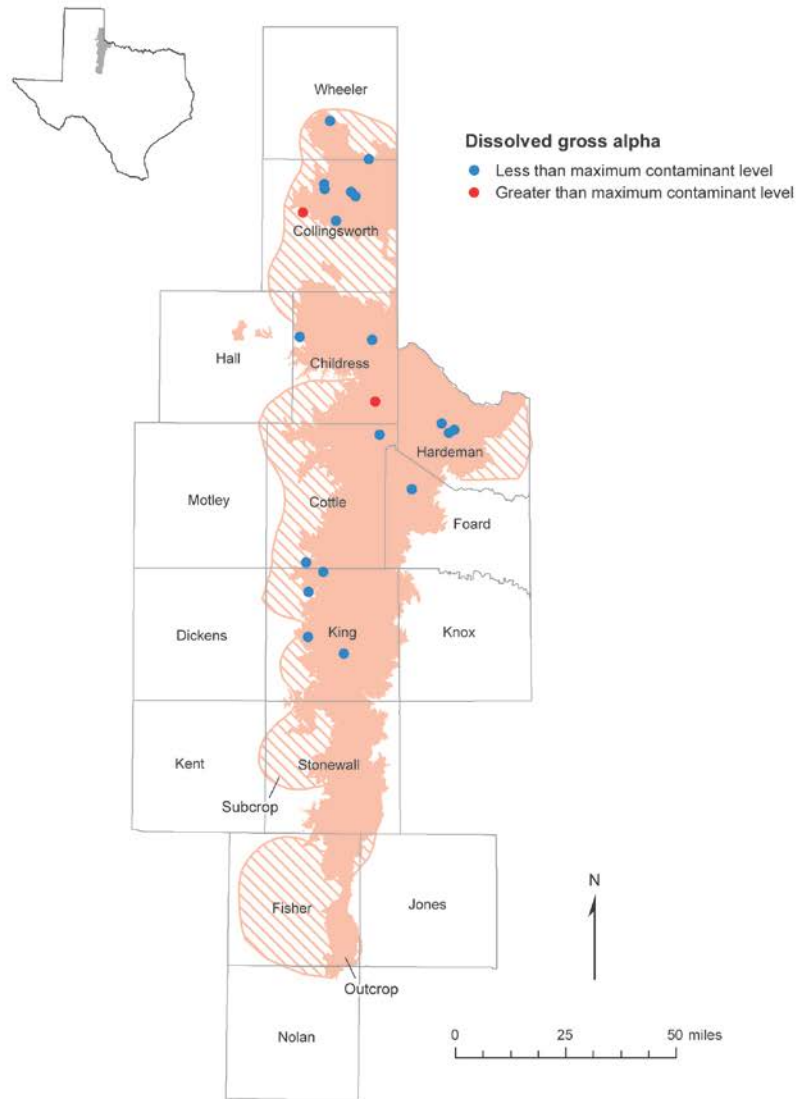 Wheeler
Dissolved gross alpha
Less than maximum contaminant level
Greater than maximum contaminant level
Collingsworth
Hall
Childress
Hardeman
Motley
Cottle
Foard
Dickens
King
Knox
Kent
Stonewall
Subcrop
Fisher
Jones
N
Outcrop
Nolan
0 25 50 miles